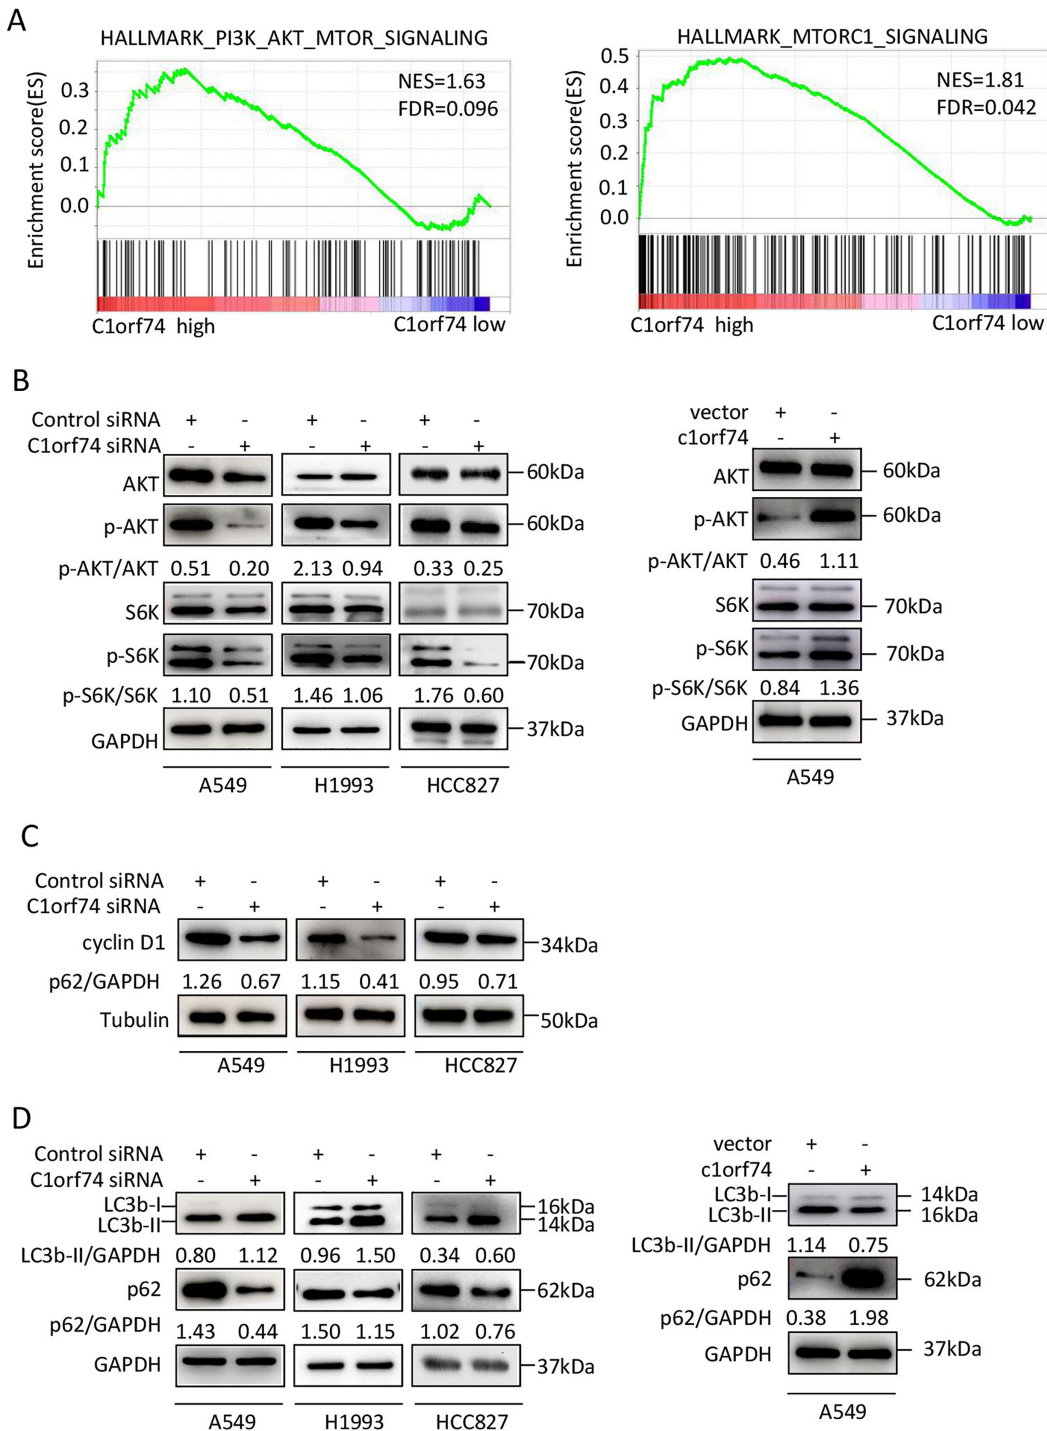 A
HALLMARK_PI3K_AKT_MTOR_SIGNALING
Enrichment score(ES)
0.3
0.2
0.1
0.0
NES=1.63
FDR=0.096
C1orf74 high
C1orf74 low
HALLMARK_MTORC1_SIGNALING
Enrichment score(ES)
0.5
0.4
0.3
0.2
0.1
0.0
NES=1.81
FDR=0.042
C1orf74 high
C1orf74 low
B
Control siRNA + - + - + -
C1orf74 siRNA - + - + - +
AKT 60kDa
p-AKT 60kDa
p-AKT/AKT 0.51 0.20 2.13 0.94 0.33 0.25
S6K 70kDa
p-S6K 70kDa
p-S6K/S6K 1.10 0.51 1.46 1.06 1.76 0.60
GAPDH 37kDa
A549 H1993 HCC827
vector + -
c1orf74 - +
AKT 60kDa
p-AKT 60kDa
p-AKT/AKT 0.46 1.11
S6K 70kDa
p-S6K 70kDa
p-S6K/S6K 0.84 1.36
GAPDH 37kDa
A549
C
Control siRNA + - + - + -
C1orf74 siRNA - + - + - +
cyclin D1 34kDa
p62/GAPDH 1.26 0.67 1.15 0.41 0.95 0.71
Tubulin 50kDa
A549 H1993 HCC827
D
Control siRNA + - + - + -
C1orf74 siRNA - + - + - +
LC3b-I 16kDa
LC3b-II 14kDa
LC3b-II/GAPDH 0.80 1.12 0.96 1.50 0.34 0.60
p62 62kDa
p62/GAPDH 1.43 0.44 1.50 1.15 1.02 0.76
GAPDH 37kDa
A549 H1993 HCC827
vector + -
c1orf74 - +
LC3b-I 14kDa
LC3b-II 16kDa
LC3b-II/GAPDH 1.14 0.75
p62 62kDa
p62/GAPDH 0.38 1.98
GAPDH 37kDa
A549